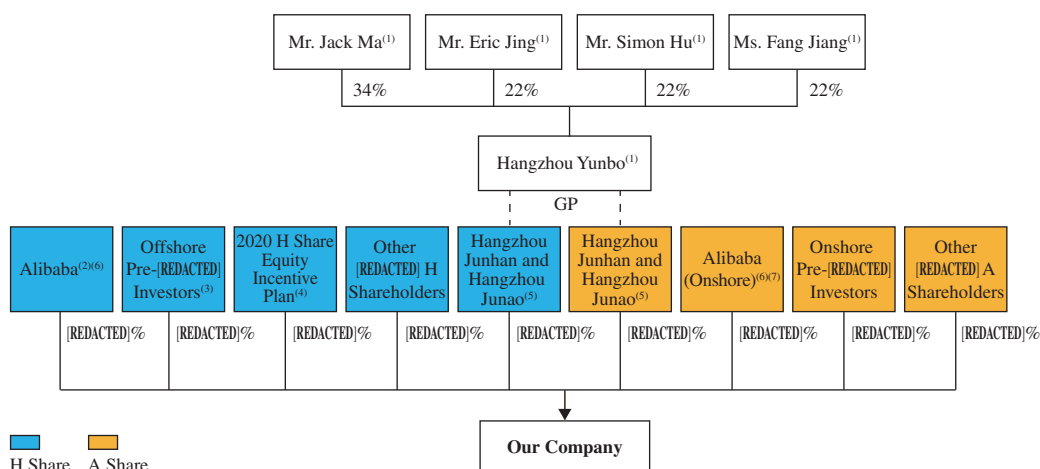 Mr. Jack Ma(1)
Mr. Eric Jing(1)
Mr. Simon Hu(1)
Ms. Fang Jiang(1)
34%
22%
22%
22%
Hangzhou Yunbo(1)
GP
Alibaba(2)(6)
Offshore
Pre-[REDACTED]
Investors(3)
2020 H Share
Equity
Incentive
Plan(4)
Other
[REDACTED] H
Shareholders
Hangzhou
Junhan and
Hangzhou
Junao(5)
Hangzhou
Junhan and
Hangzhou
Junao(5)
Alibaba
(Onshore)(6)(7)
Onshore
Pre-[REDACTED]
Investors
Other
[REDACTED] A
Shareholders
[REDACTED]%
[REDACTED]%
[REDACTED]%
[REDACTED]%
[REDACTED]%
[REDACTED]%
[REDACTED]%
[REDACTED]%
[REDACTED]%
Our Company
H Share
A Share